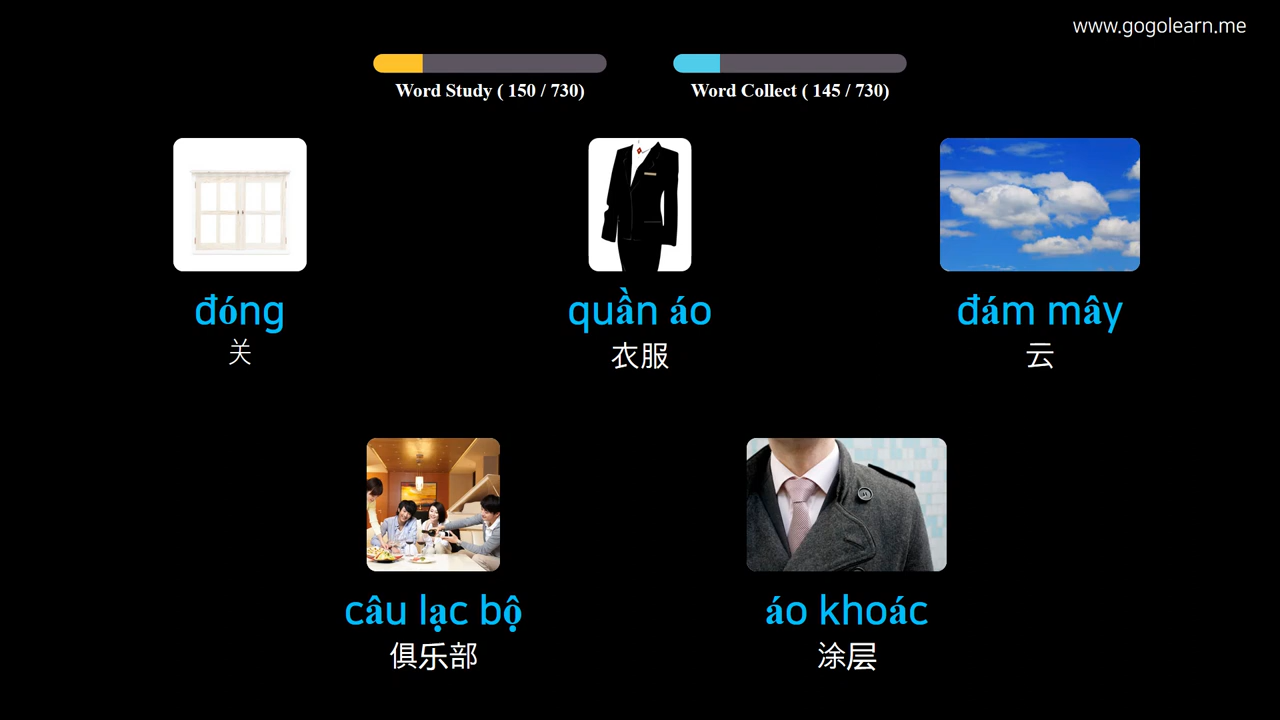 www.gogolearn.me
Word Study ( 150 / 730)
Word Collect ( 145 / 730)
đóng
关
quần áo
衣服
đám mây
云
câu lạc bộ
俱乐部
áo khoác
涂层